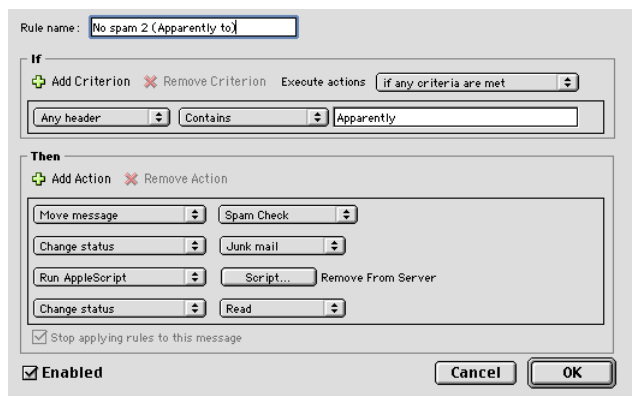 Rule name: No spam 2 (Apparently to)
If
Add Criterion Remove Criterion Execute actions if any criteria are met
Any header Contains Apparently
Then
Add Action Remove Action
Move message Spam Check
Change status Junk mail
Run AppleScript Script... Remove From Server
Change status Read
Stop applying rules to this message
Enabled Cancel OK